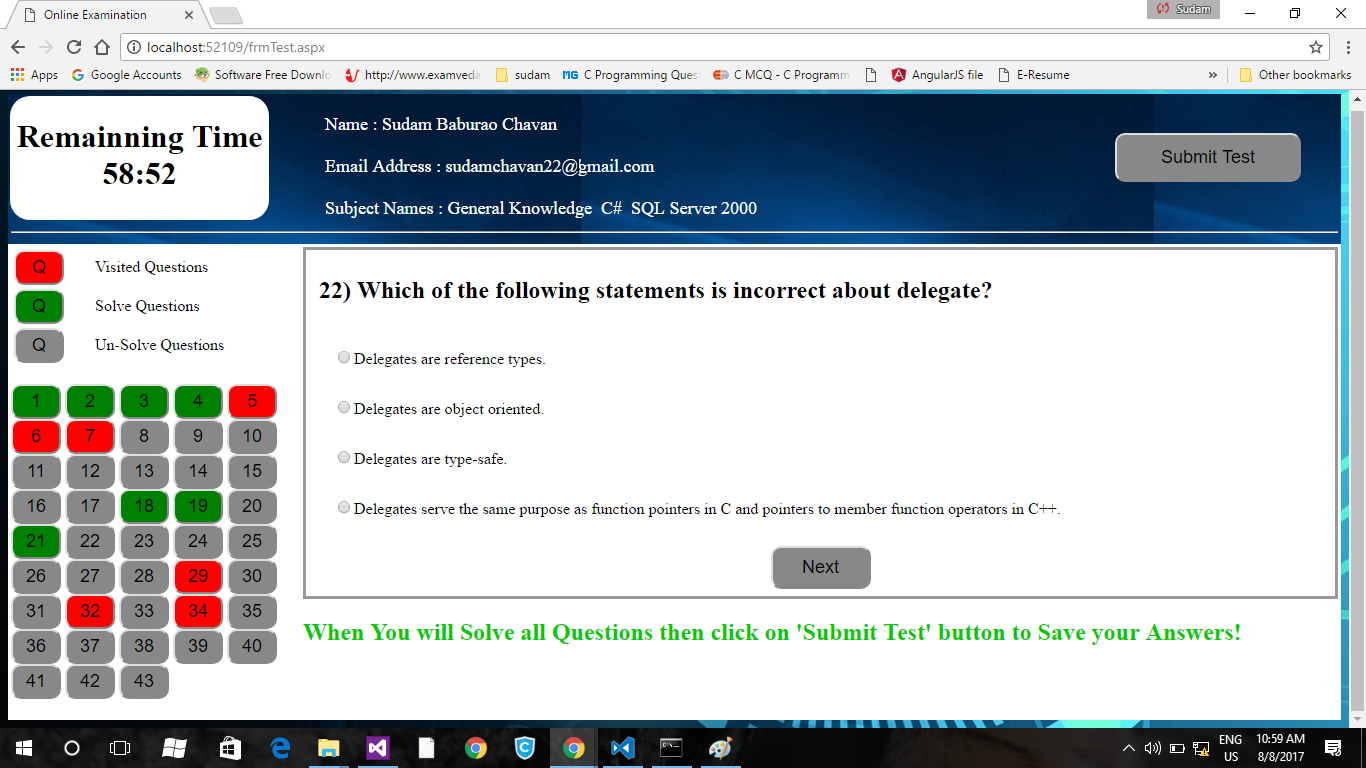 Online Examination
Sudam
localhost:52109/frmTest.aspx
Apps Google Accounts Software Free Downlo http://www.examveda sudam MG C Programming Ques C MCQ - C Programm AngularJS file E-Resume » Other bookmarks
Remainning Time
58:52
Name : Sudam Baburao Chavan
Email Address : sudamchavan22@gmail.com
Subject Names : General Knowledge C# SQL Server 2000
Submit Test
Q Visited Questions
Q Solve Questions
Q Un-Solve Questions
1 2 3 4 5
6 7 8 9 10
11 12 13 14 15
16 17 18 19 20
21 22 23 24 25
26 27 28 29 30
31 32 33 34 35
36 37 38 39 40
41 42 43
22) Which of the following statements is incorrect about delegate?
Delegates are reference types.
Delegates are object oriented.
Delegates are type-safe.
Delegates serve the same purpose as function pointers in C and pointers to member function operators in C++.
Next
When You will Solve all Questions then click on 'Submit Test' button to Save your Answers!
ENG
US
10:59 AM
8/8/2017